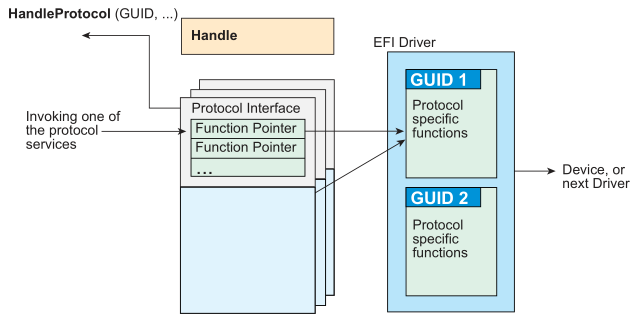 HandleProtocol (GUID, ...)
Handle
EFI Driver
Invoking one of
the protocol
services
Protocol Interface
Function Pointer
Function Pointer
...
GUID 1
Protocol
specific
functions
GUID 2
Protocol
specific
functions
Device, or
next Driver